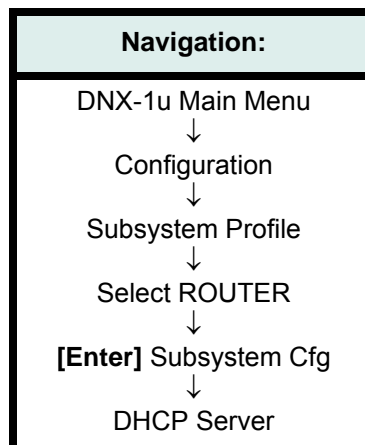 Navigation:
DNX-1u Main Menu
↓
Configuration
↓
Subsystem Profile
↓
Select ROUTER
↓
[Enter] Subsystem Cfg
↓
DHCP Server